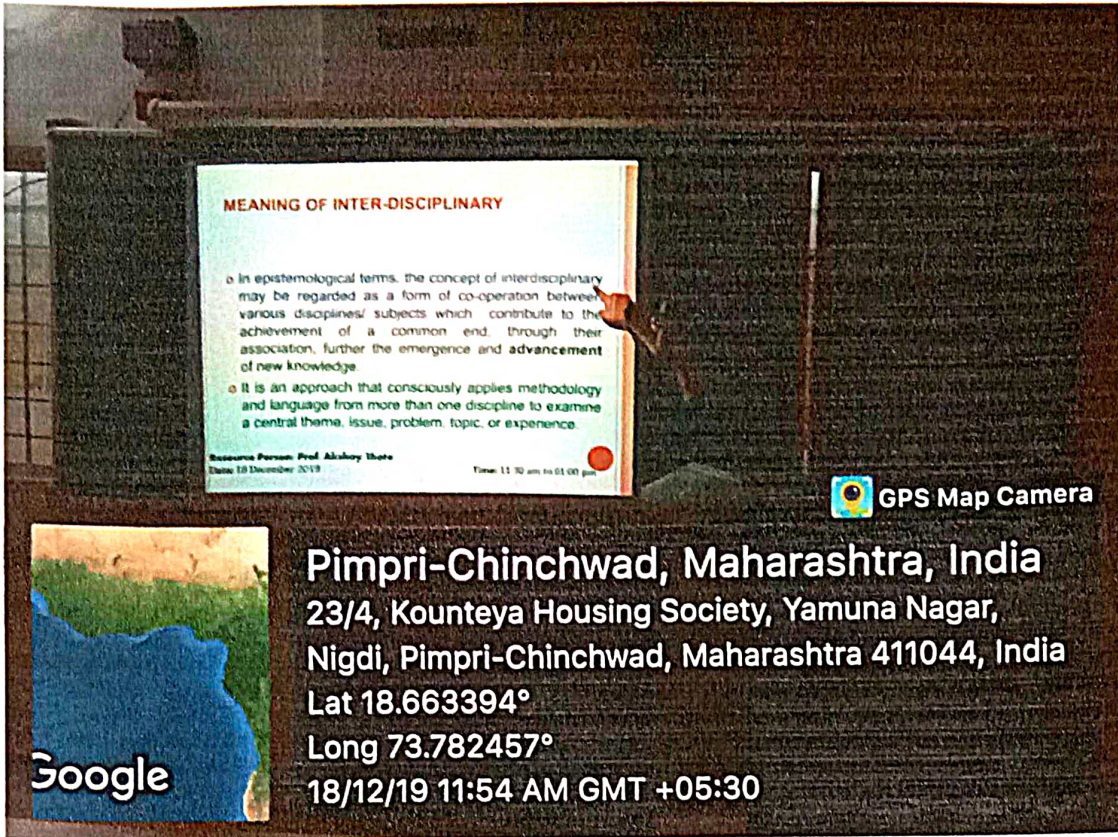 MEANING OF INTER-DISCIPLINARY
In epistemological terms, the concept of interdisciplinary
may be regarded as a form of co-operation between
various disciplines/ subjects which contribute to the
achievement of a common end, through their
association, further the emergence and advancement
of new knowledge.
It is an approach that consciously applies methodology
and language from more than one discipline to examine
a central theme, issue, problem, topic, or experience.
Resource Person: Prof. Akshay Thote
Date: 18 December 2019
Time: 11:30 am to 01:00 pm
GPS Map Camera
Pimpri-Chinchwad, Maharashtra, India
23/4, Kounteya Housing Society, Yamuna Nagar,
Nigdi, Pimpri-Chinchwad, Maharashtra 411044, India
Lat 18.663394°
Long 73.782457°
18/12/19 11:54 AM GMT +05:30
Google